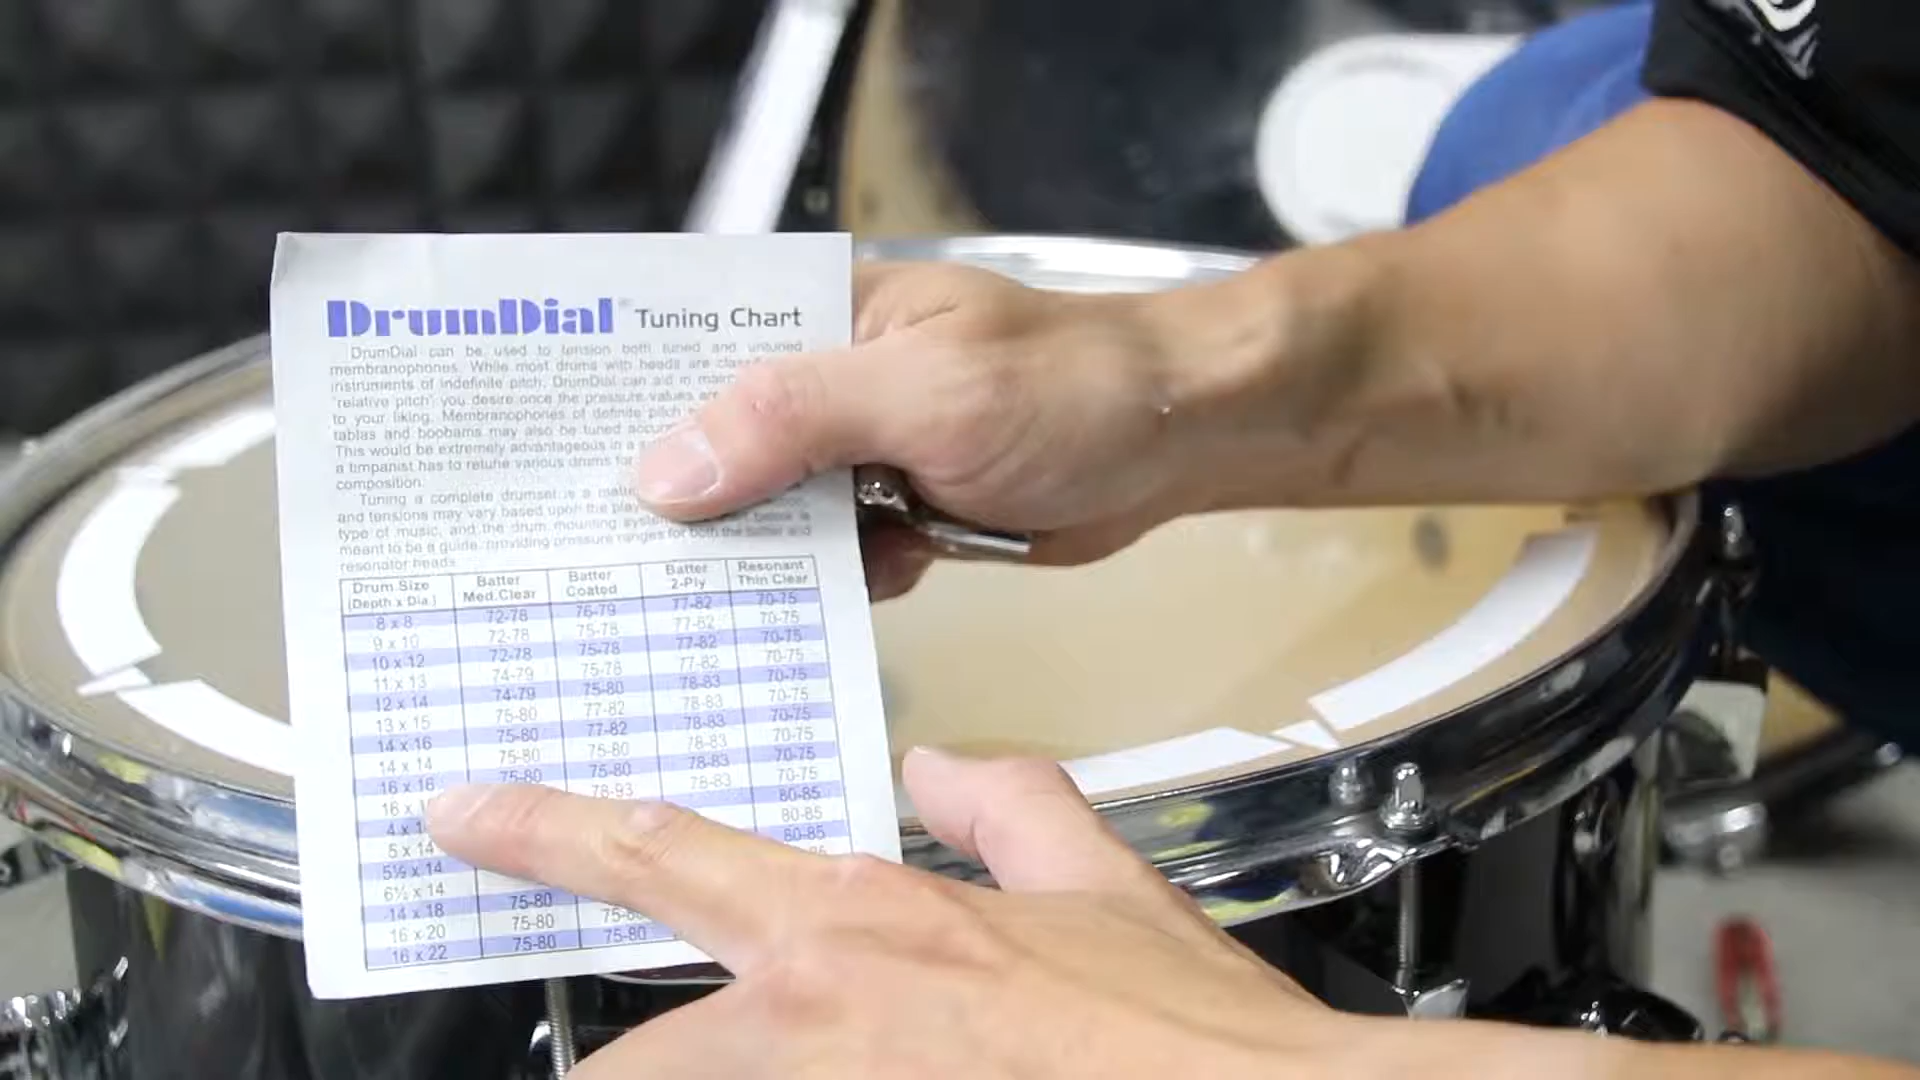 DrumDial® Tuning Chart
DrumDial can be used to tension both tuned and untuned
membranophones. While most drums with heads are
instruments of indefinite pitch, DrumDial can aid in
"relative pitch" you desire once the pressure values are
to your liking. Membranophones of definite pitch
tables and boobams may also be tuned
This would be extremely advantageous in a
a timpanist has to retune various drums for
composition.
Tuning a complete drumset is a
and tensions may vary based upon the
type of music, and the drum mounting below is
meant to be a guide, providing pressure ranges for both the batter and
resonator heads.
Drum Size Batter Batter Batter Resonant
(Depth x Dia.) Med.Clear Coated 2-Ply Thin Clear
8 x 8 72-78 76-79 77-82 70-75
9 x 10 72-78 75-78 77-82 70-75
10 x 12 72-78 75-78 77-82 70-75
11 x 13 74-79 75-78 77-82 70-75
12 x 14 74-79 75-80 78-83 70-75
13 x 15 75-80 77-82 78-83 70-75
14 x 16 75-80 77-82 78-83 70-75
14 x 14 75-80 75-80 78-83 70-75
16 x 16 75-80 75-80 78-83 70-75
16 x 78-93 78-83 70-75
4 x 80-85
5 x 14 80-85
5½ x 14 80-85
6½ x 14
14 x 18 75-80
16 x 20 75-80
16 x 22 75-80 75-80